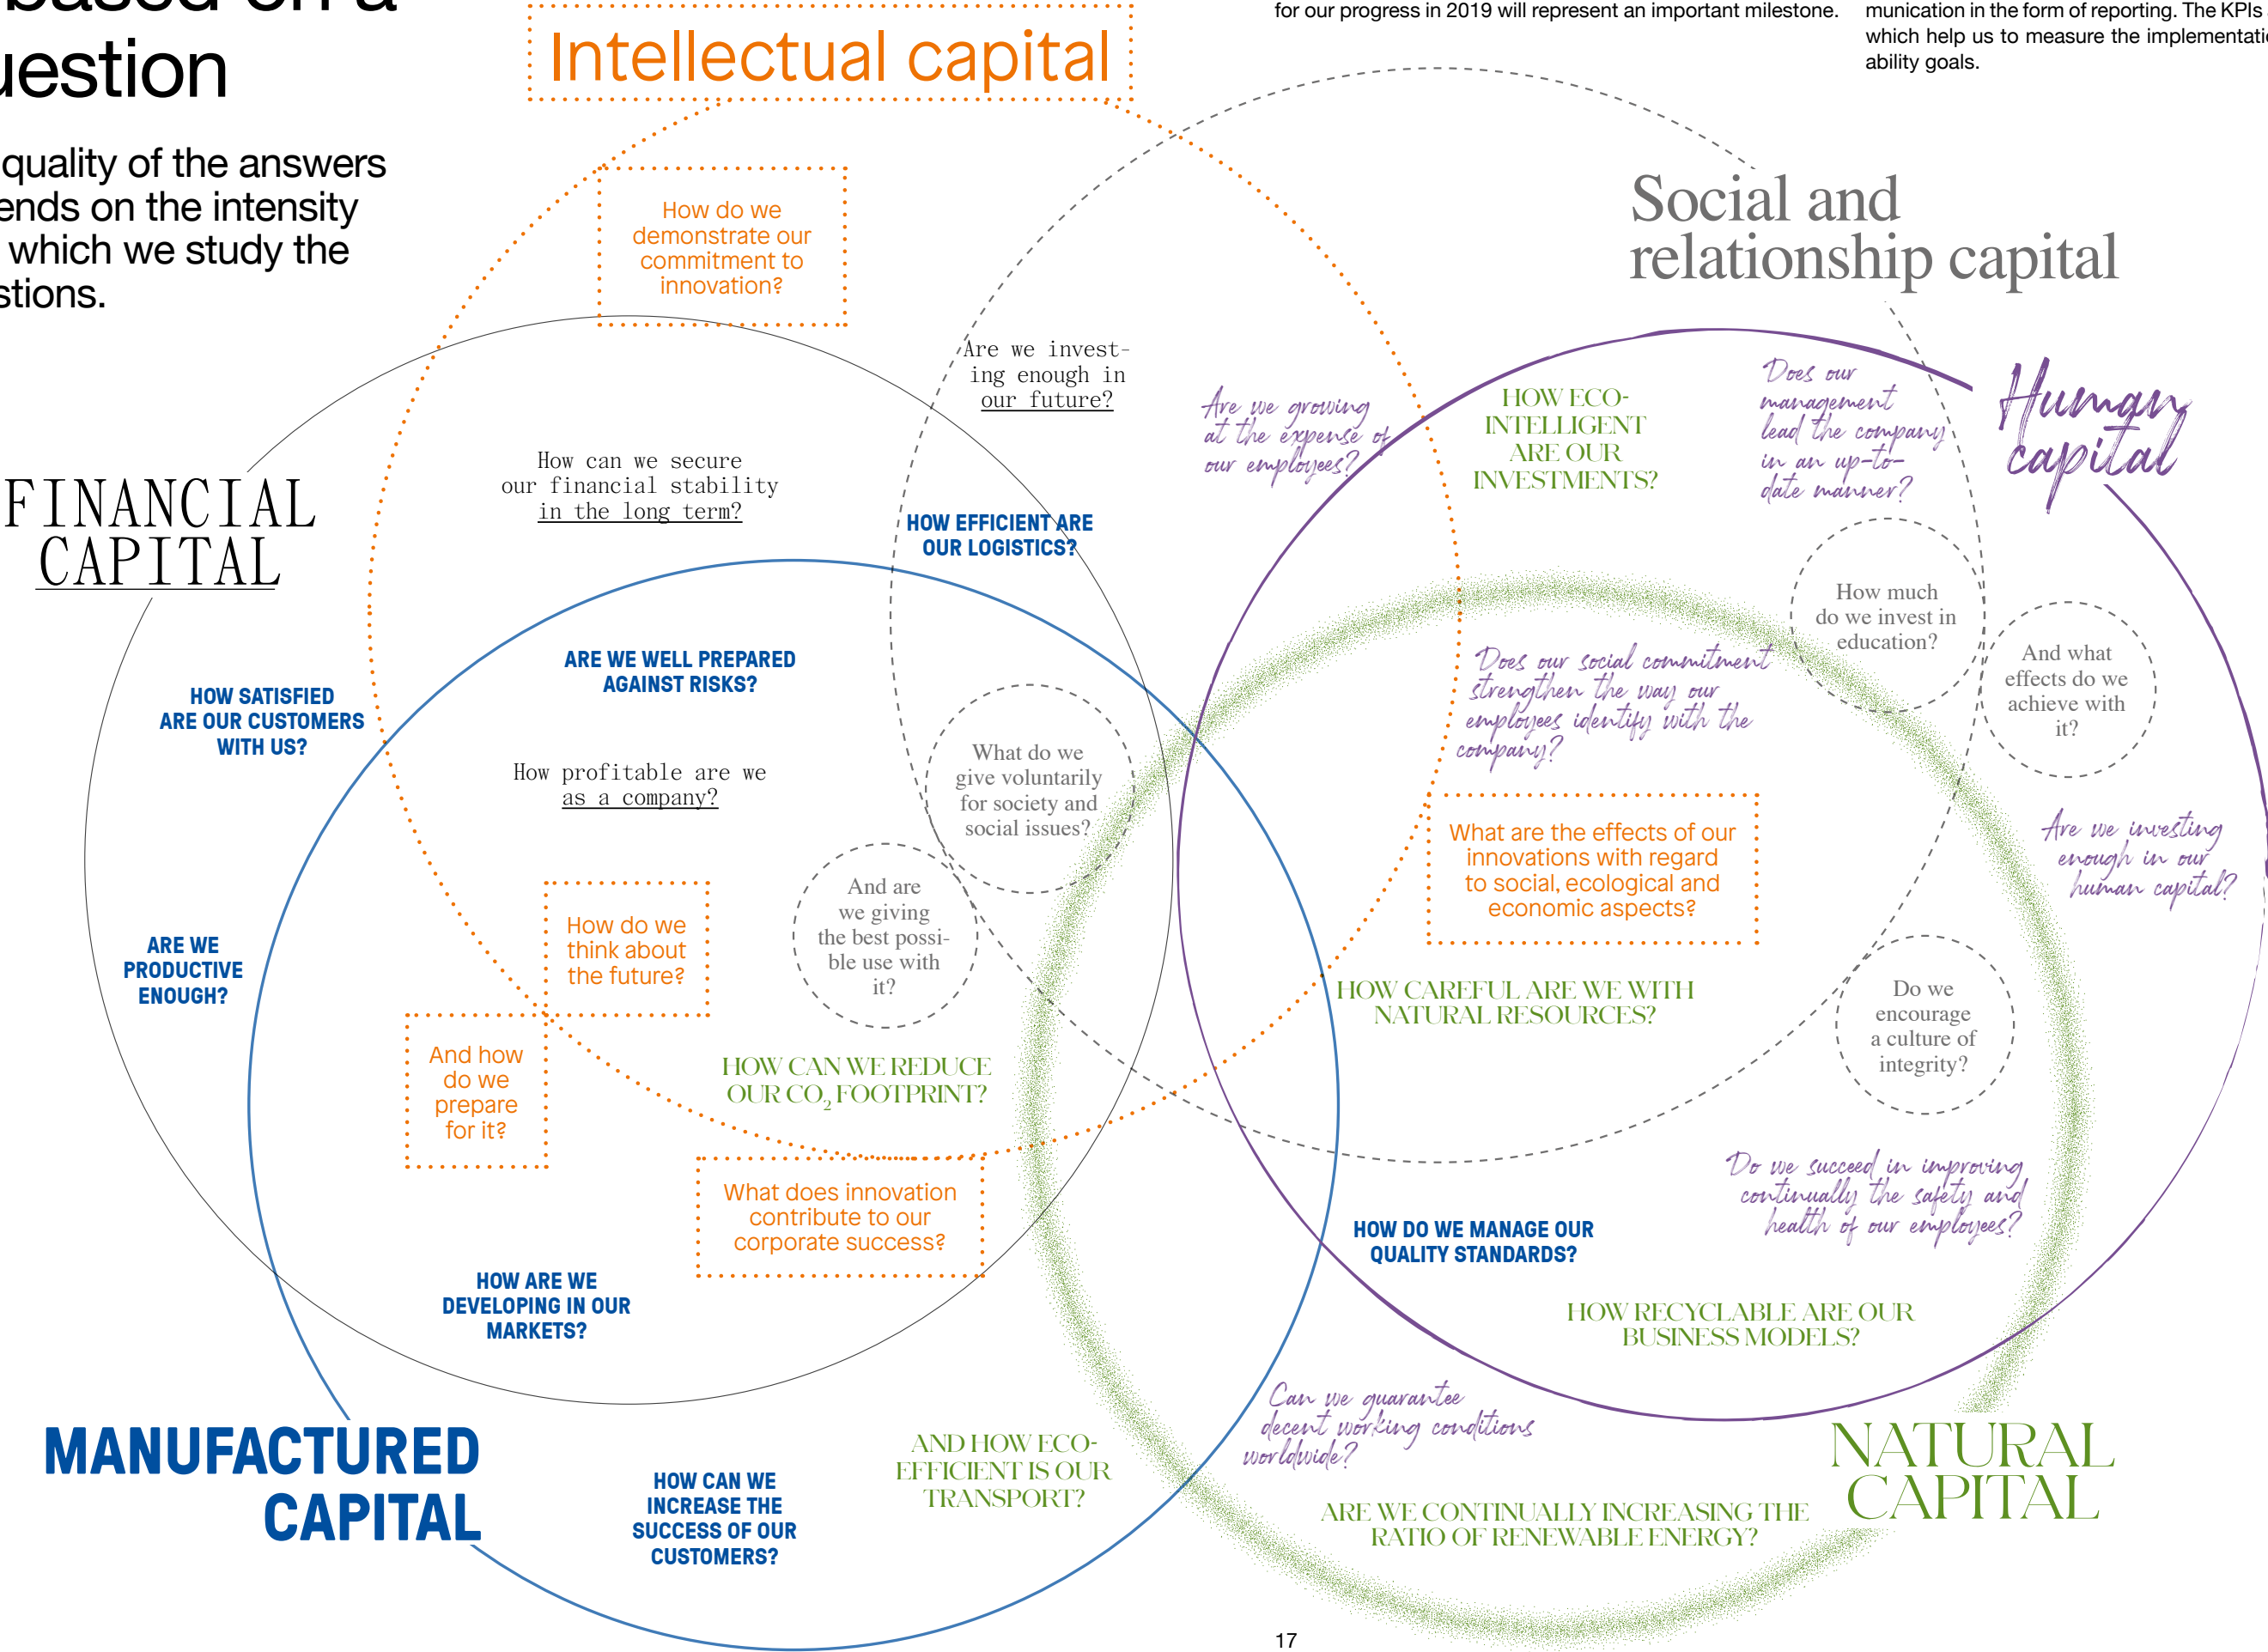 based on a
question
quality of the answers
ends on the intensity
which we study the
stions.
for our progress in 2019 will represent an important milestone.
munication in the form of reporting. The KPIs
which help us to measure the implementati
ability goals.
Intellectual capital
How do we
demonstrate our
commitment to
innovation?
Social and
relationship capital
Are we invest-
ing enough in
our future?
Are we growing
at the expense of
our employees?
HOW ECO-
INTELLIGENT
ARE OUR
INVESTMENTS?
Does our
management
lead the company
in an up-to-
date manner?
Human
capital
FINANCIAL
CAPITAL
How can we secure
our financial stability
in the long term?
HOW EFFICIENT ARE
OUR LOGISTICS?
How much
do we invest in
education?
And what
effects do we
achieve with
it?
ARE WE WELL PREPARED
AGAINST RISKS?
HOW SATISFIED
ARE OUR CUSTOMERS
WITH US?
Does our social commitment
strengthen the way our
employees identify with the
company?
How profitable are we
as a company?
What do we
give voluntarily
for society and
social issues?
What are the effects of our
innovations with regard
to social, ecological and
economic aspects?
Are we investing
enough in our
human capital?
And are
we giving
the best possi-
ble use with
it?
How do we
think about
the future?
ARE WE
PRODUCTIVE
ENOUGH?
HOW CAREFUL ARE WE WITH
NATURAL RESOURCES?
Do we
encourage
a culture of
integrity?
And how
do we
prepare
for it?
HOW CAN WE REDUCE
OUR CO₂ FOOTPRINT?
What does innovation
contribute to our
corporate success?
Do we succeed in improving
continually the safety and
health of our employees?
HOW DO WE MANAGE OUR
QUALITY STANDARDS?
HOW ARE WE
DEVELOPING IN OUR
MARKETS?
HOW RECYCLABLE ARE OUR
BUSINESS MODELS?
Can we guarantee
decent working conditions
worldwide?
MANUFACTURED
CAPITAL
AND HOW ECO-
EFFICIENT IS OUR
TRANSPORT?
NATURAL
CAPITAL
HOW CAN WE
INCREASE THE
SUCCESS OF OUR
CUSTOMERS?
ARE WE CONTINUALLY INCREASING THE
RATIO OF RENEWABLE ENERGY?
17